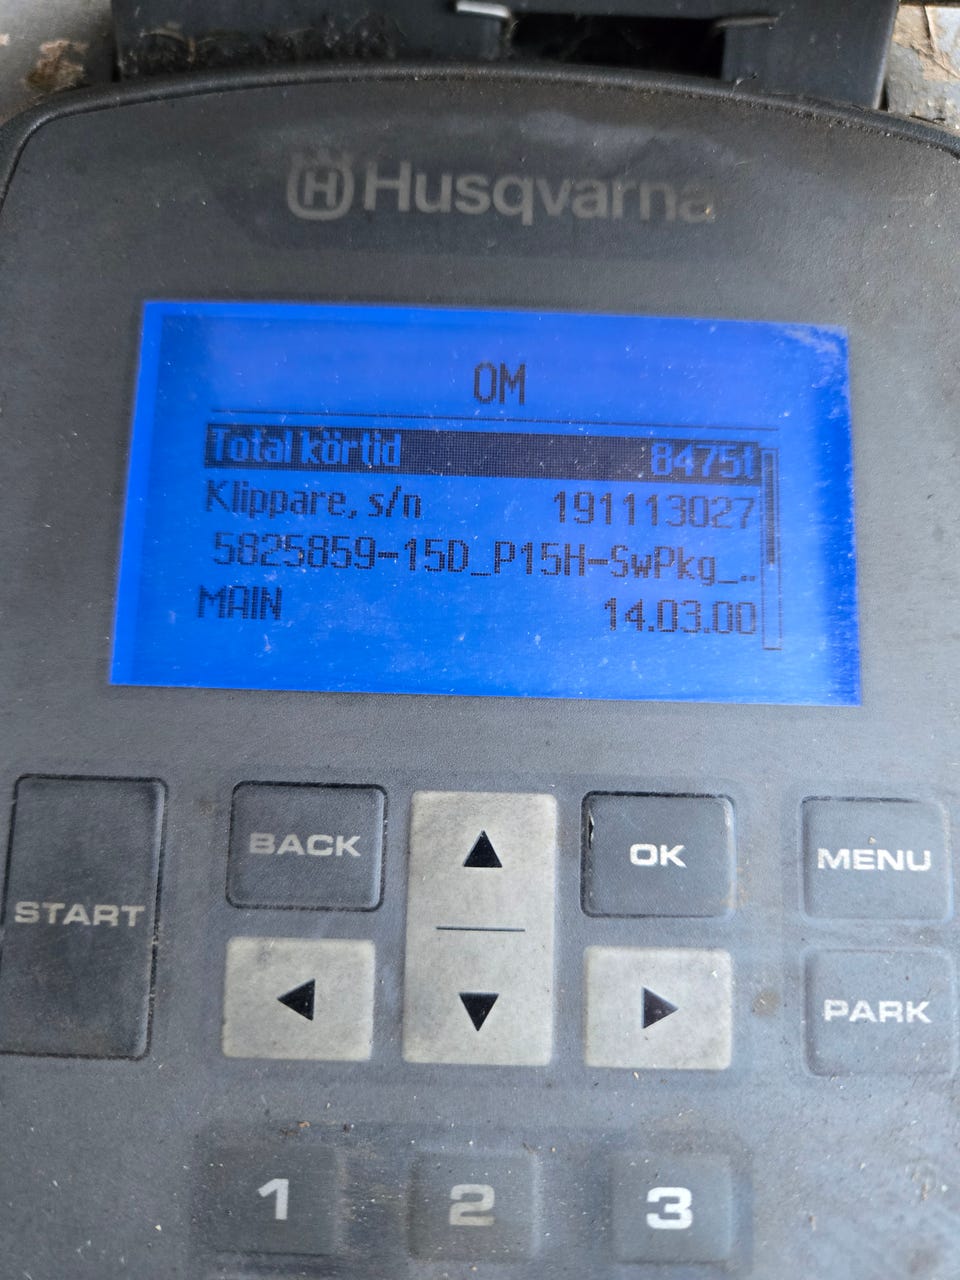 Husqvarna
OM
Total körtid 8475t
Klippare, s/n 191113027
5825859-15D_P15H-SwPkg_..
MAIN 14.03.00
START
BACK
OK
MENU
PARK
1 2 3